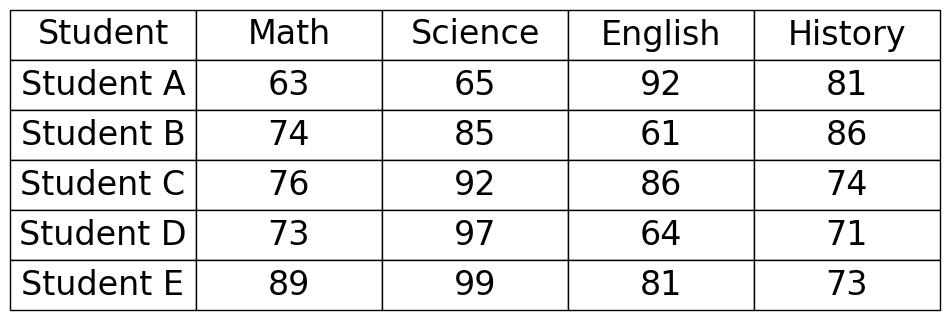 Student Math Science English History
Student A 63 65 92 81
Student B 74 85 61 86
Student C 76 92 86 74
Student D 73 97 64 71
Student E 89 99 81 73